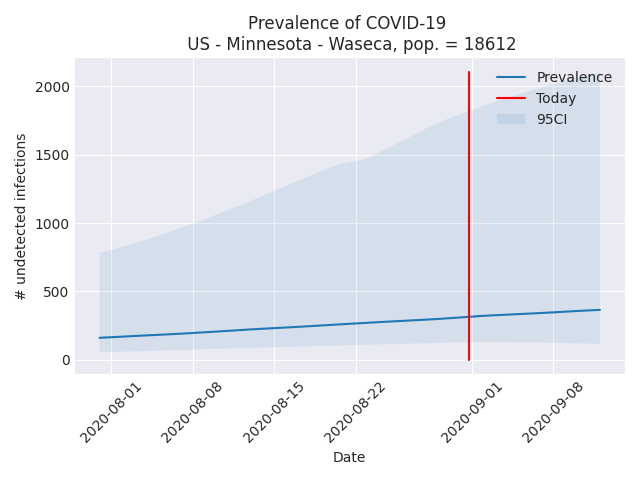 Prevalence of COVID-19
US - Minnesota - Waseca, pop. = 18612
Prevalence
Today
95CI
# undetected infections
2000
1500
1000
500
0
2020-08-01
2020-08-08
2020-08-15
2020-08-22
2020-09-01
2020-09-08
Date